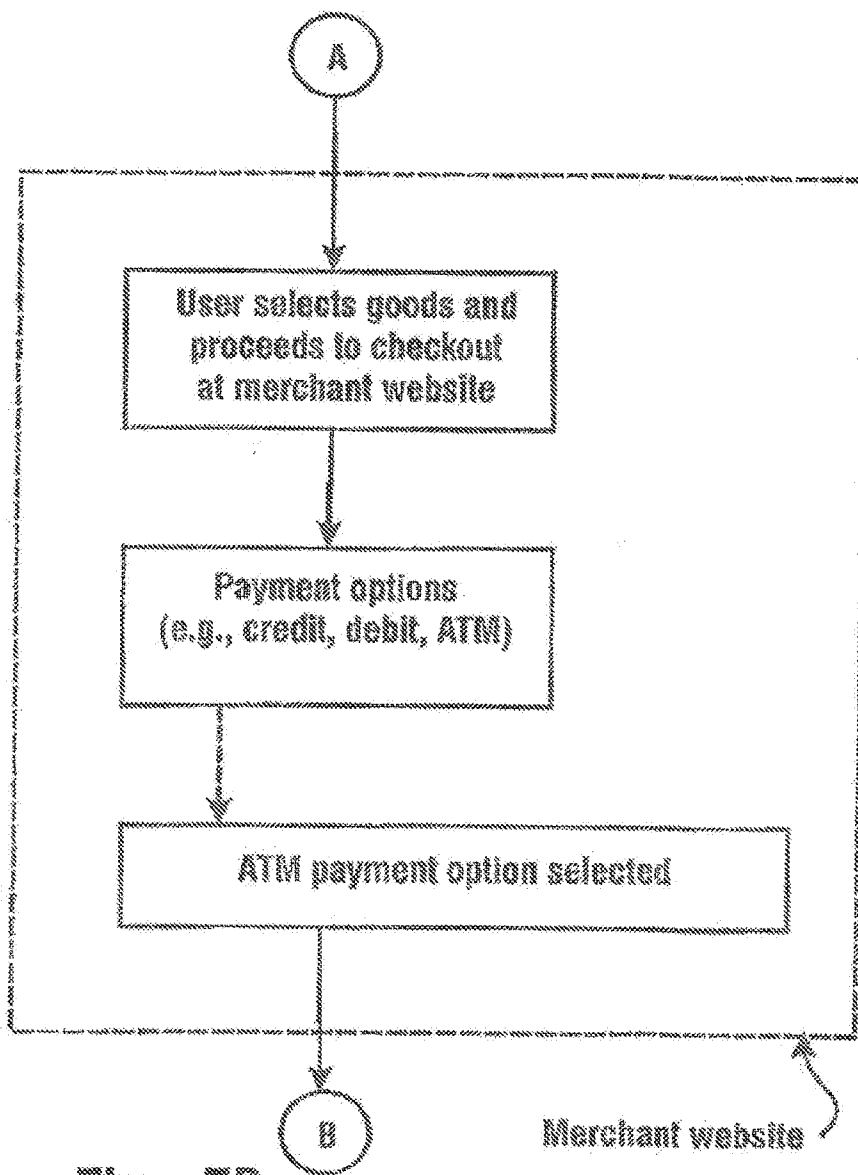 A
User selects goods and
proceeds to checkout
at merchant website
Payment options
(e.g., credit, debit, ATM)
ATM payment option selected
B
Merchant website